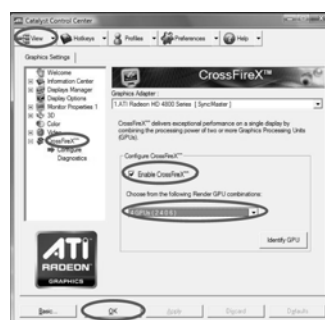 Catalyst Control Center
View Hotkeys Profiles Preferences Help
Graphics Settings
Welcome
Information Center
Displays Manager
Display Options
Monitor Properties 1
3D
Color
Video
CrossFireX™
Configure
Diagnostics
CrossFireX™
Graphics Adapter:
1.ATI Radeon HD 4800 Series [SyncMaster ]
CrossFireX™ delivers exceptional performance on a single display by
combining the processing power of two or more Graphics Processing Units
(GPUs).
Configure CrossFireX™
Enable CrossFireX™
Choose from the following Render GPU combinations:
Identify GPU
ATI
RADEON
GRAPHICS
Basic... OK Apply Discard Defaults